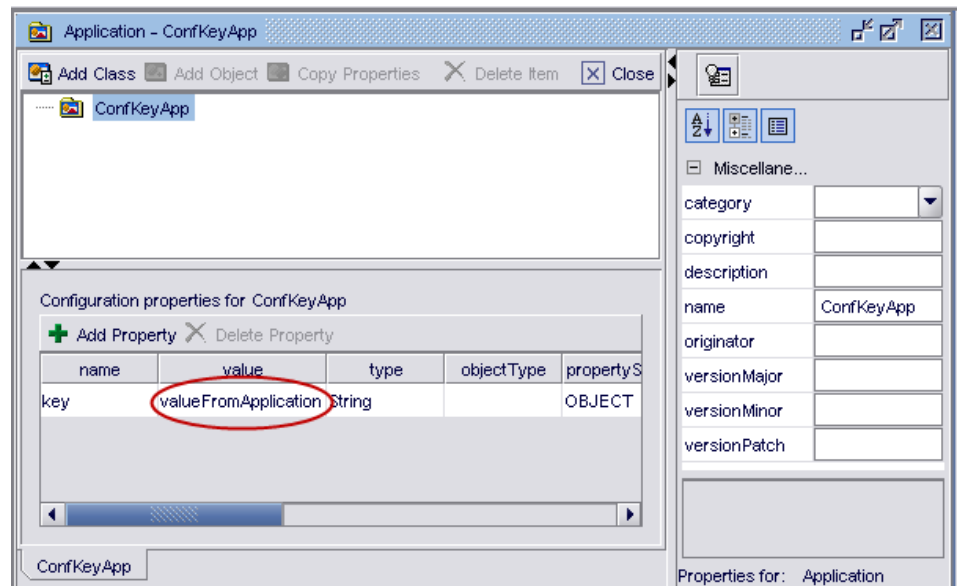 Application - ConfKeyApp
Add Class Add Object Copy Properties Delete Item Close
ConfKeyApp
Configuration properties for ConfKeyApp
Add Property Delete Property
name value type objectType propertyS
key valueFromApplication String OBJECT
ConfKeyApp
Miscellane...
category
copyright
description
name ConfKeyApp
originator
versionMajor
versionMinor
versionPatch
Properties for: Application